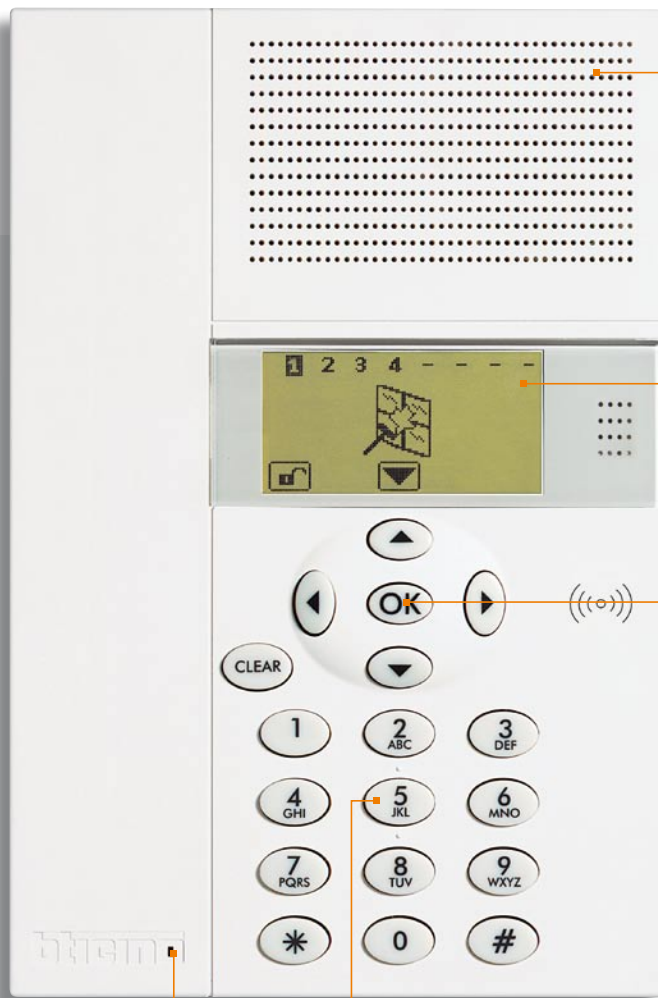 1 2 3 4 - - - -
OK
CLEAR
1 2 ABC 3 DEF
4 GHI 5 JKL 6 MNO
7 PQRS 8 TUV 9 WXYZ
* 0 #
bticino